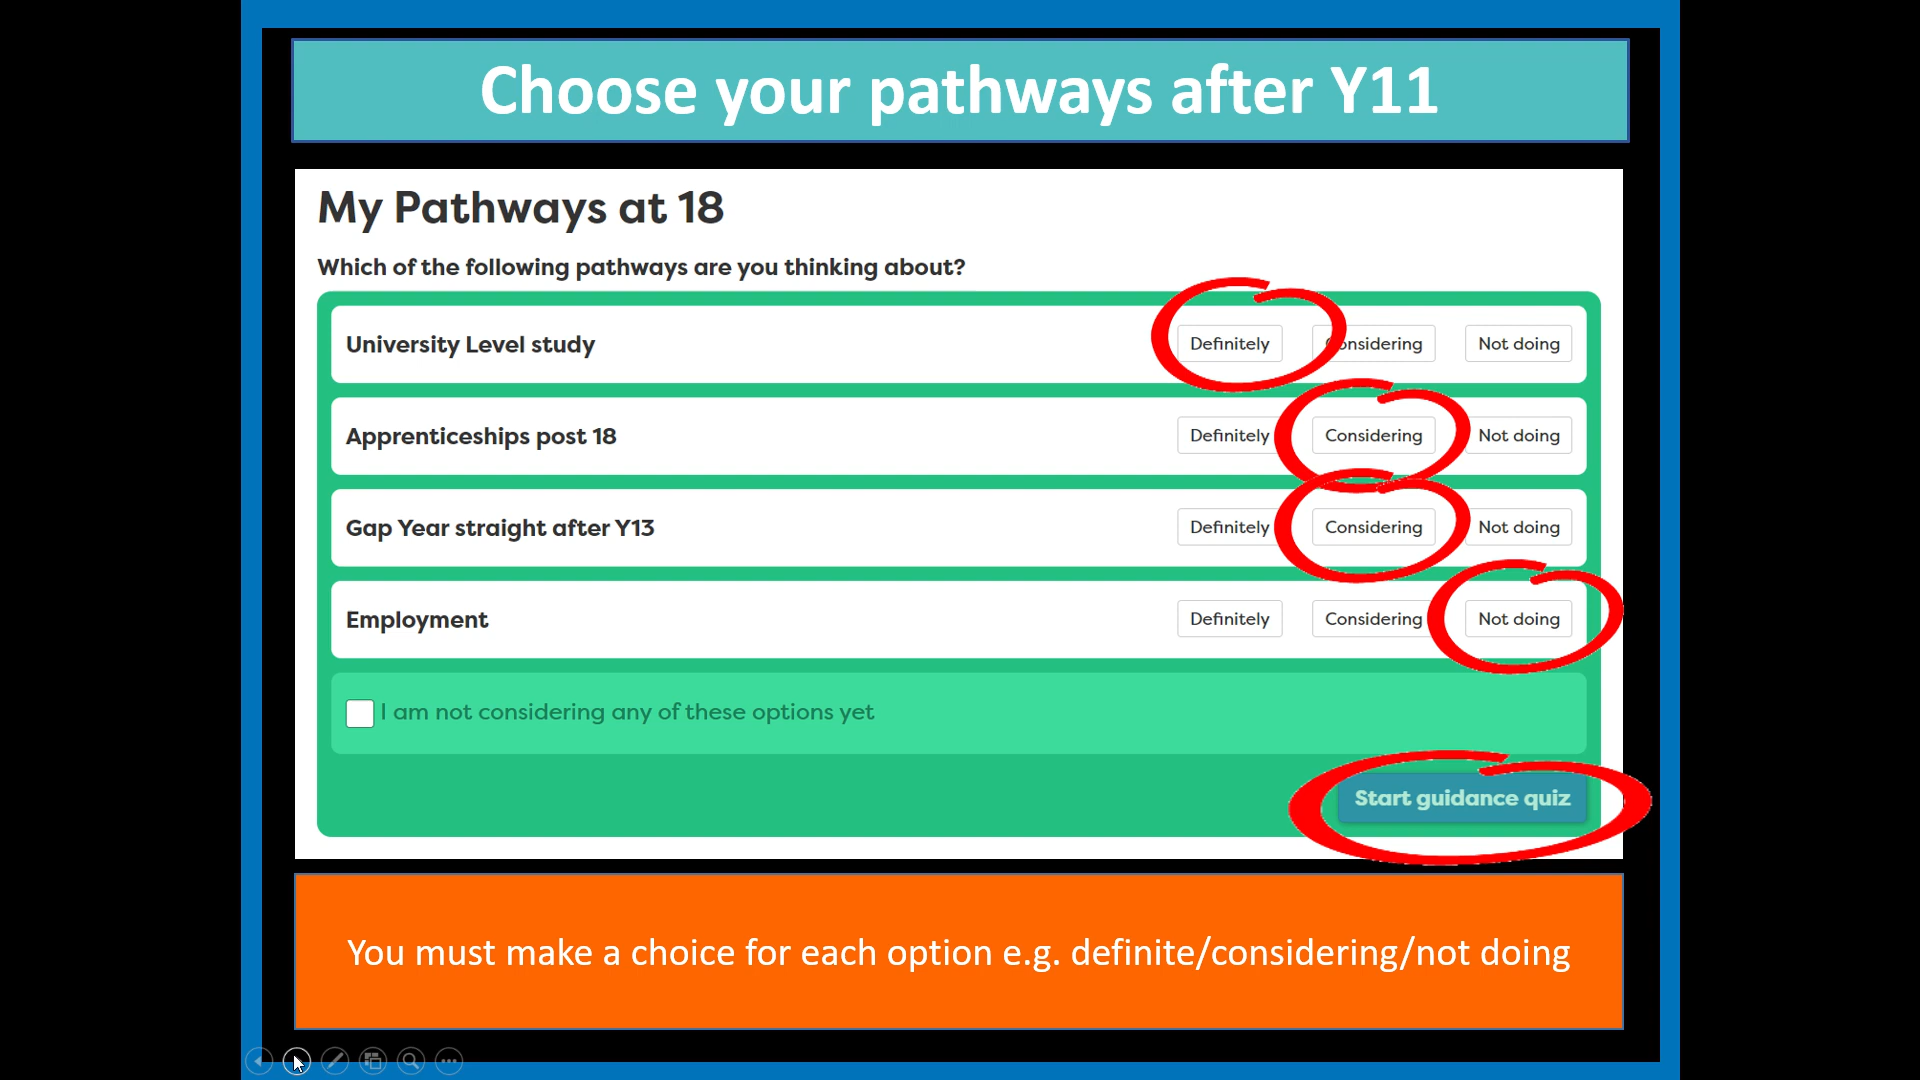 Choose your pathways after Y11
My Pathways at 18
Which of the following pathways are you thinking about?
University Level study Definitely Considering Not doing
Apprenticeships post 18 Definitely Considering Not doing
Gap Year straight after Y13 Definitely Considering Not doing
Employment Definitely Considering Not doing
I am not considering any of these options yet
Start guidance quiz
You must make a choice for each option e.g. definite/considering/not doing